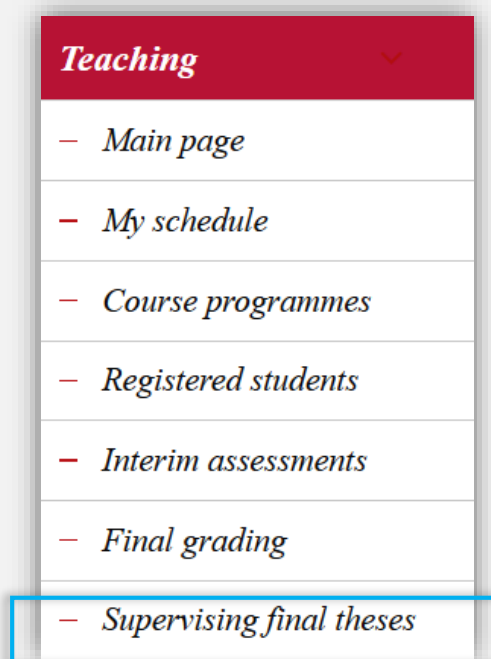 Teaching
– Main page
– My schedule
– Course programmes
– Registered students
– Interim assessments
– Final grading
– Supervising final theses